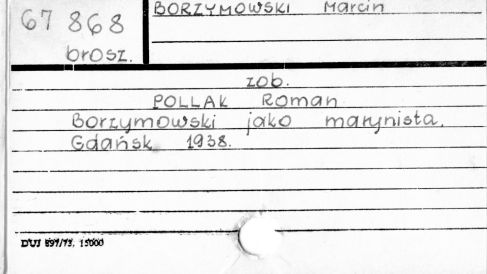 67 868
brosz.
BORZYMOWSKI Marcin
zob.
POLLAK Roman
Borzymowski jako marynista.
Gdańsk 1938.
DUJ 897/73. 15000